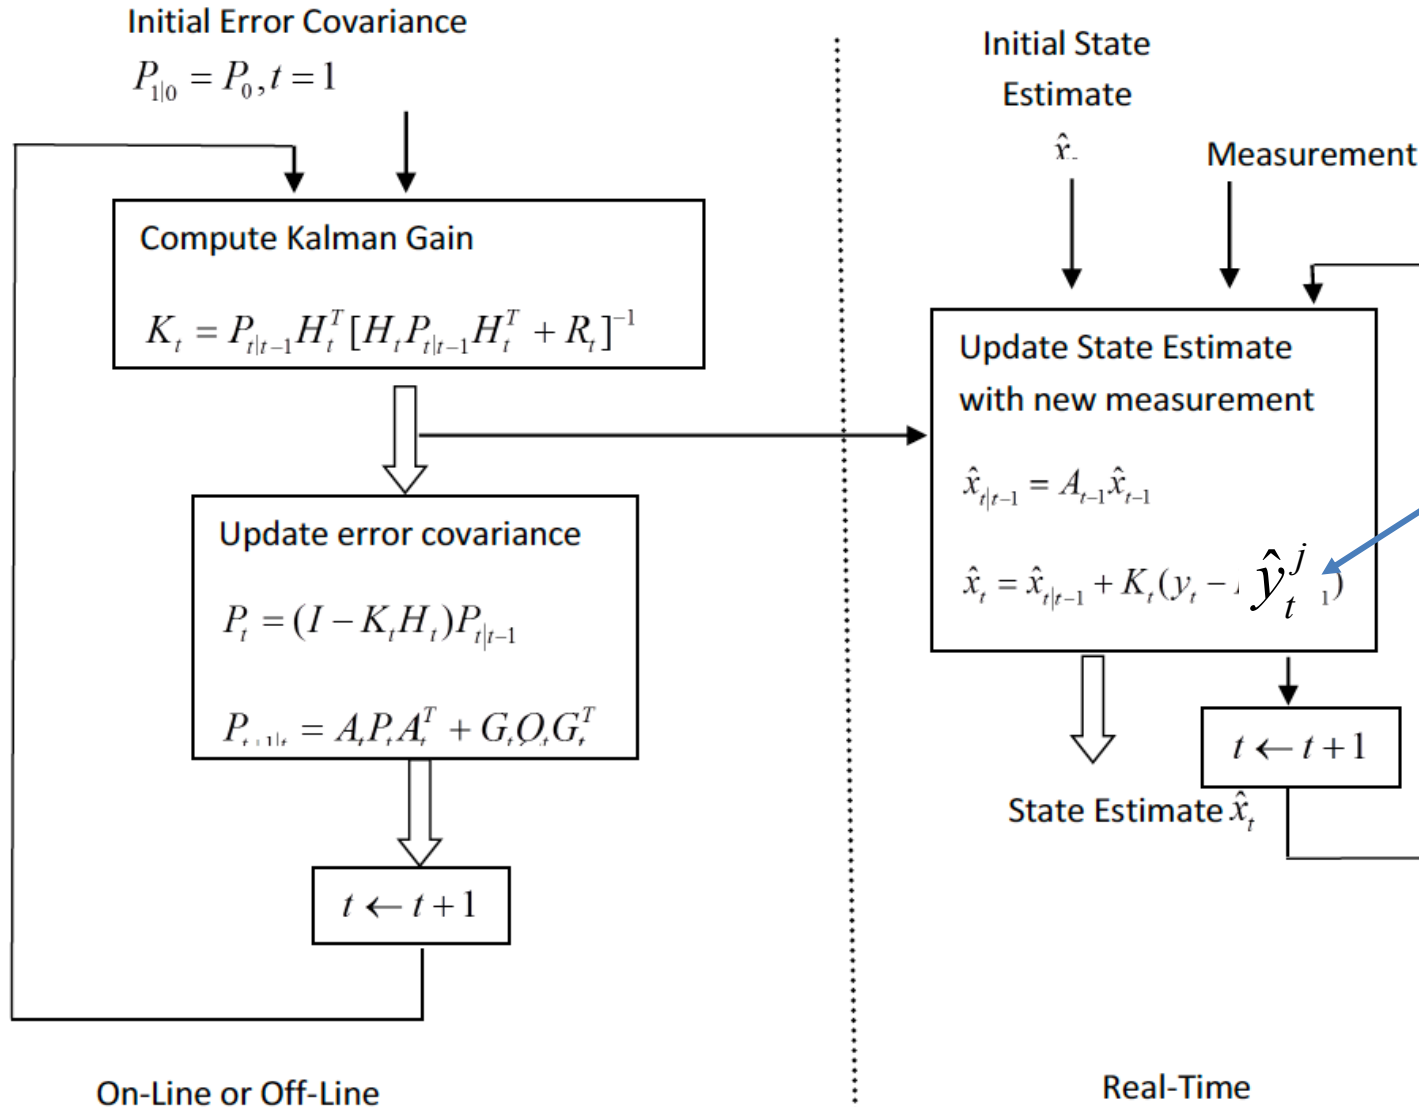 Initial Error Covariance
P_{1|0} = P_0, t = 1
Compute Kalman Gain
K_t = P_{t|t-1} H_t^T [H_t P_{t|t-1} H_t^T + R_t]^{-1}
Update error covariance
P_t = (I - K_t H_t) P_{t|t-1}
P_{t+1|t} = A_t P_t A_t^T + G_t Q_t G_t^T
t ← t + 1
On-Line or Off-Line
Initial State
Estimate
x̂
Measurement
Update State Estimate
with new measurement
x̂_{t|t-1} = A_{t-1} x̂_{t-1}
x̂_t = x̂_{t|t-1} + K_t (y_t - ŷ_t^j )
t ← t + 1
State Estimate x̂_t
Real-Time